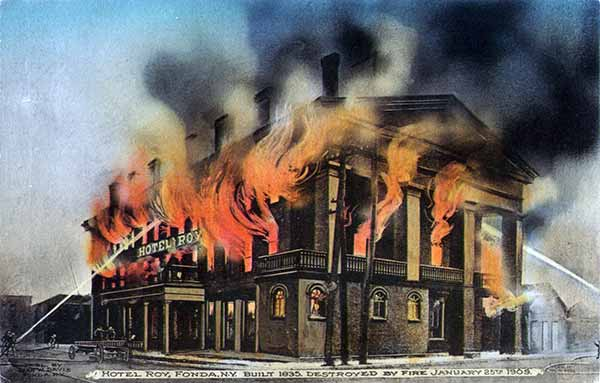 HOTEL ROY
HOTEL ROY, FONDA, N.Y. BUILT 1835. DESTROYED BY FIRE JANUARY 25TH 1909.